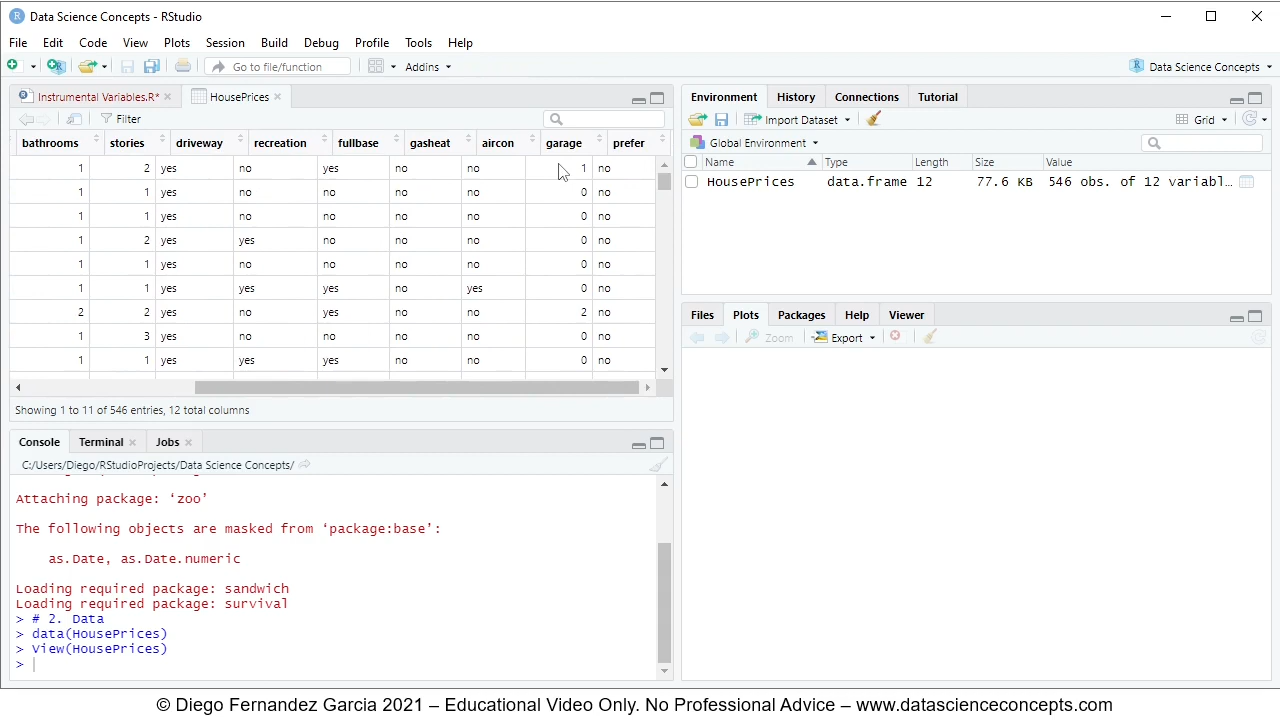 Data Science Concepts - RStudio
File Edit Code View Plots Session Build Debug Profile Tools Help
Go to file/function Addins Data Science Concepts
Instrumental Variables.R* HousePrices
Filter
bathrooms stories driveway recreation fullbase gasheat aircon garage prefer
1 2 yes no yes no no 1 no
1 1 yes no no no no 0 no
1 1 yes no no no no 0 no
1 2 yes yes no no no 0 no
1 1 yes no no no no 0 no
1 1 yes yes yes no yes 0 no
2 2 yes no yes no no 2 no
1 3 yes no no no no 0 no
1 1 yes yes yes no no 0 no
Showing 1 to 11 of 546 entries, 12 total columns
Console Terminal Jobs
C:/Users/Diego/RStudioProjects/Data Science Concepts/
Attaching package: ‘zoo’
The following objects are masked from ‘package:base’:
as.Date, as.Date.numeric
Loading required package: sandwich
Loading required package: survival
> # 2. Data
> data(HousePrices)
> View(HousePrices)
>
Environment History Connections Tutorial
Import Dataset Grid
Global Environment
Name Type Length Size Value
HousePrices data.frame 12 77.6 KB 546 obs. of 12 variabl…
Files Plots Packages Help Viewer
Zoom Export
© Diego Fernandez Garcia 2021 – Educational Video Only. No Professional Advice – www.datascienceconcepts.com